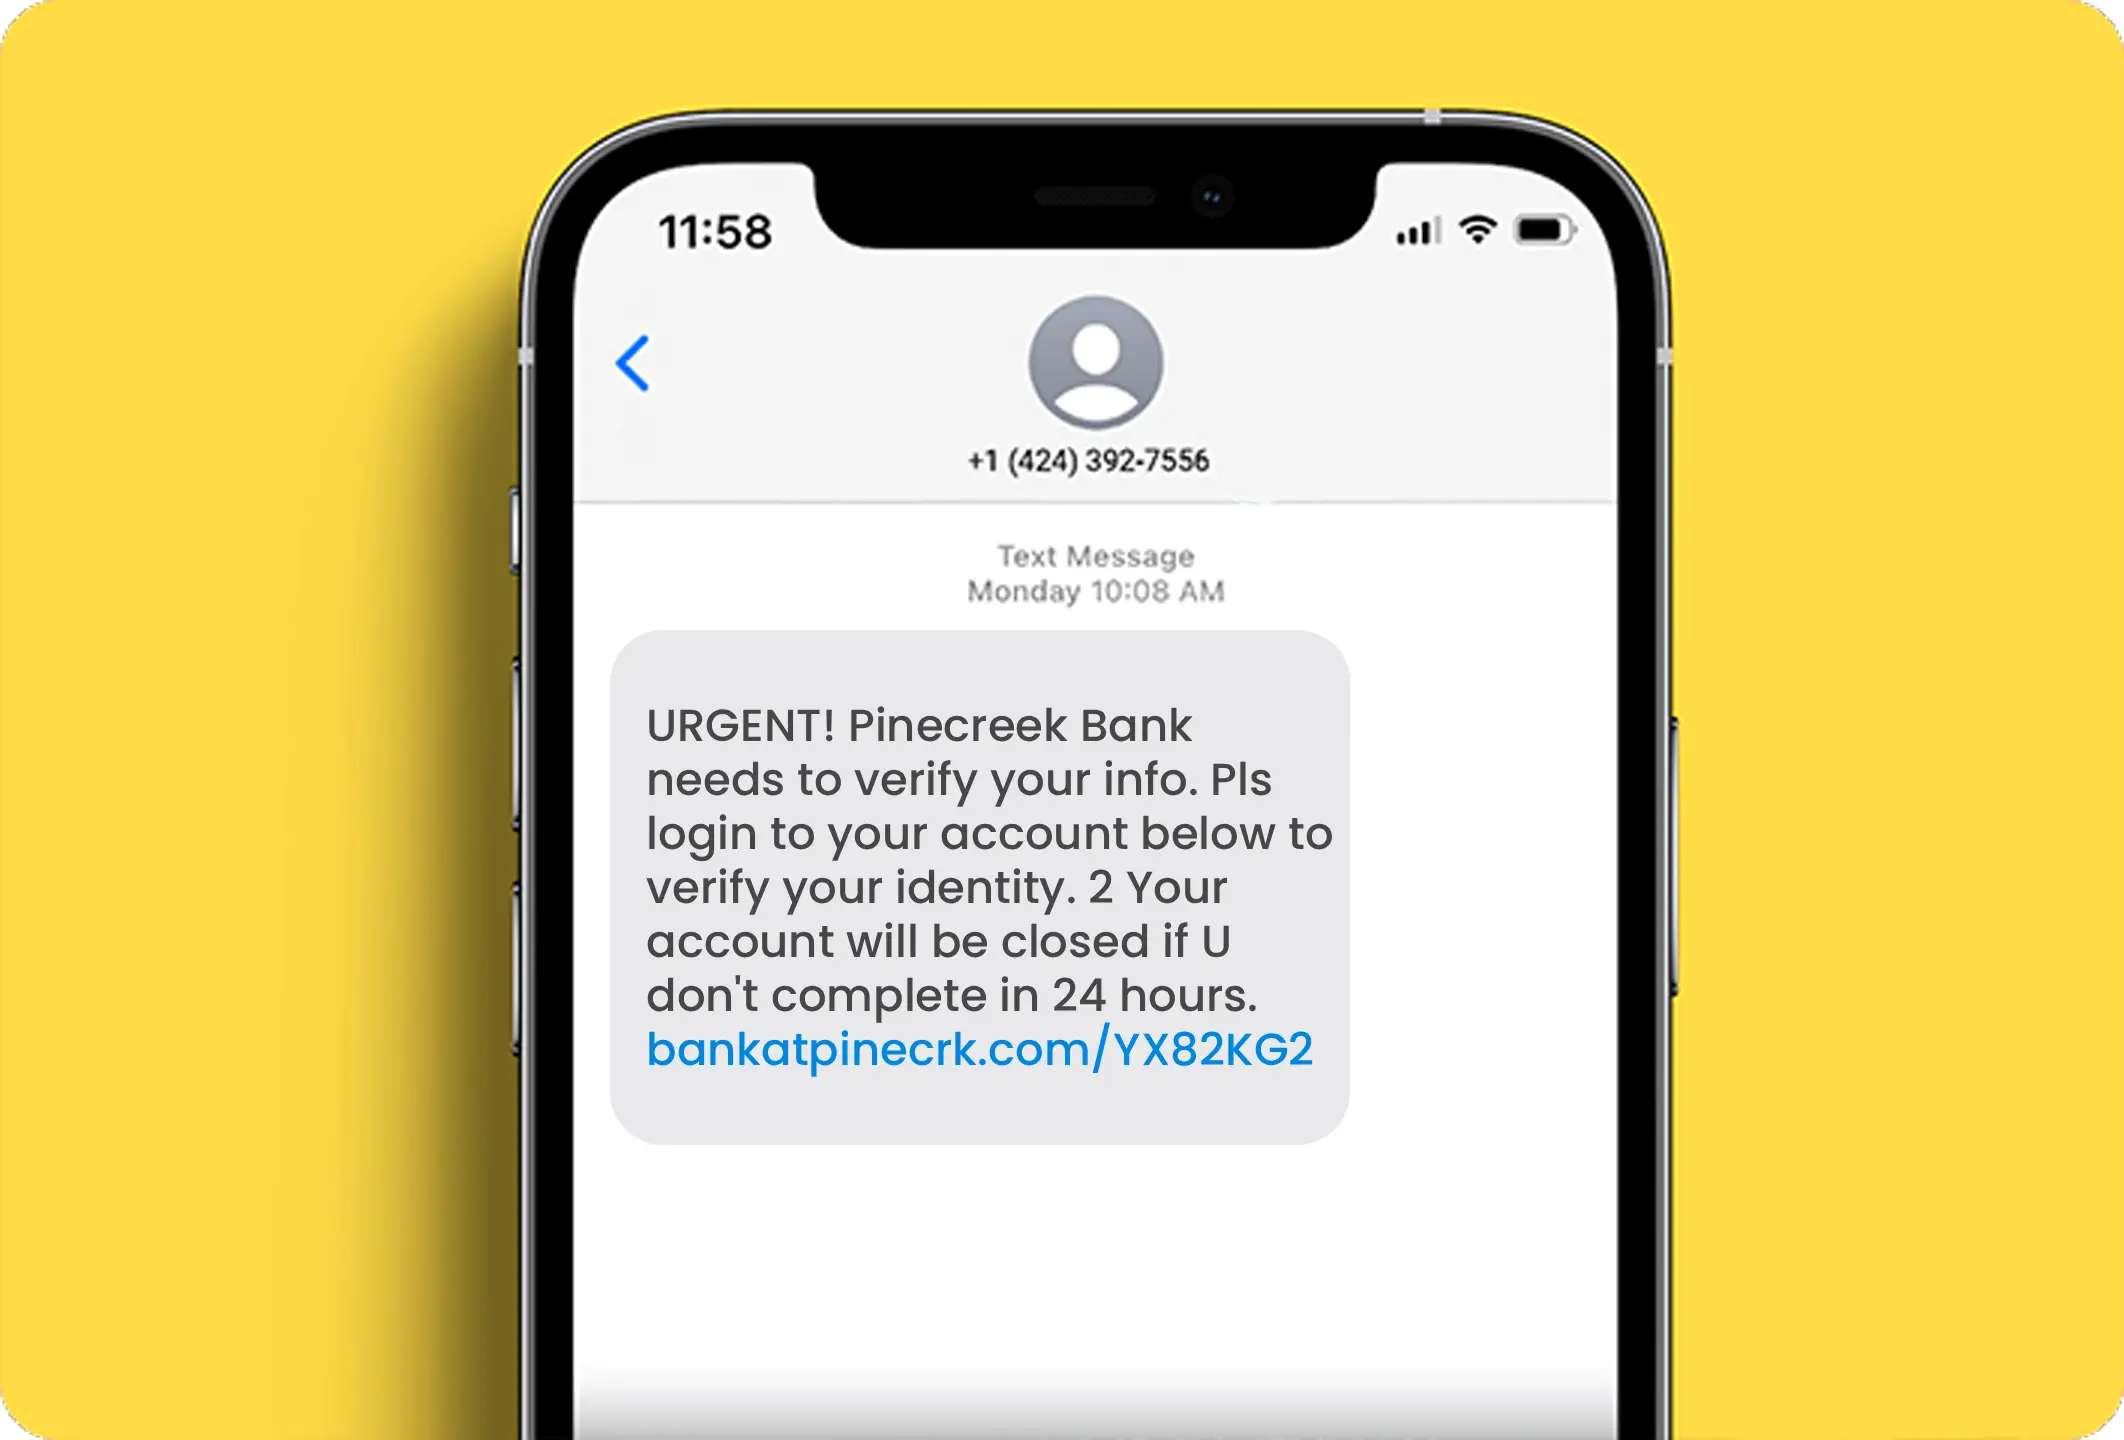 11:58
+1 (424) 392-7556
Text Message
Monday 10:08 AM
URGENT! Pinecreek Bank
needs to verify your info. Pls
login to your account below to
verify your identity. 2 Your
account will be closed if U
don't complete in 24 hours.
bankatpinecrk.com/YX82KG2